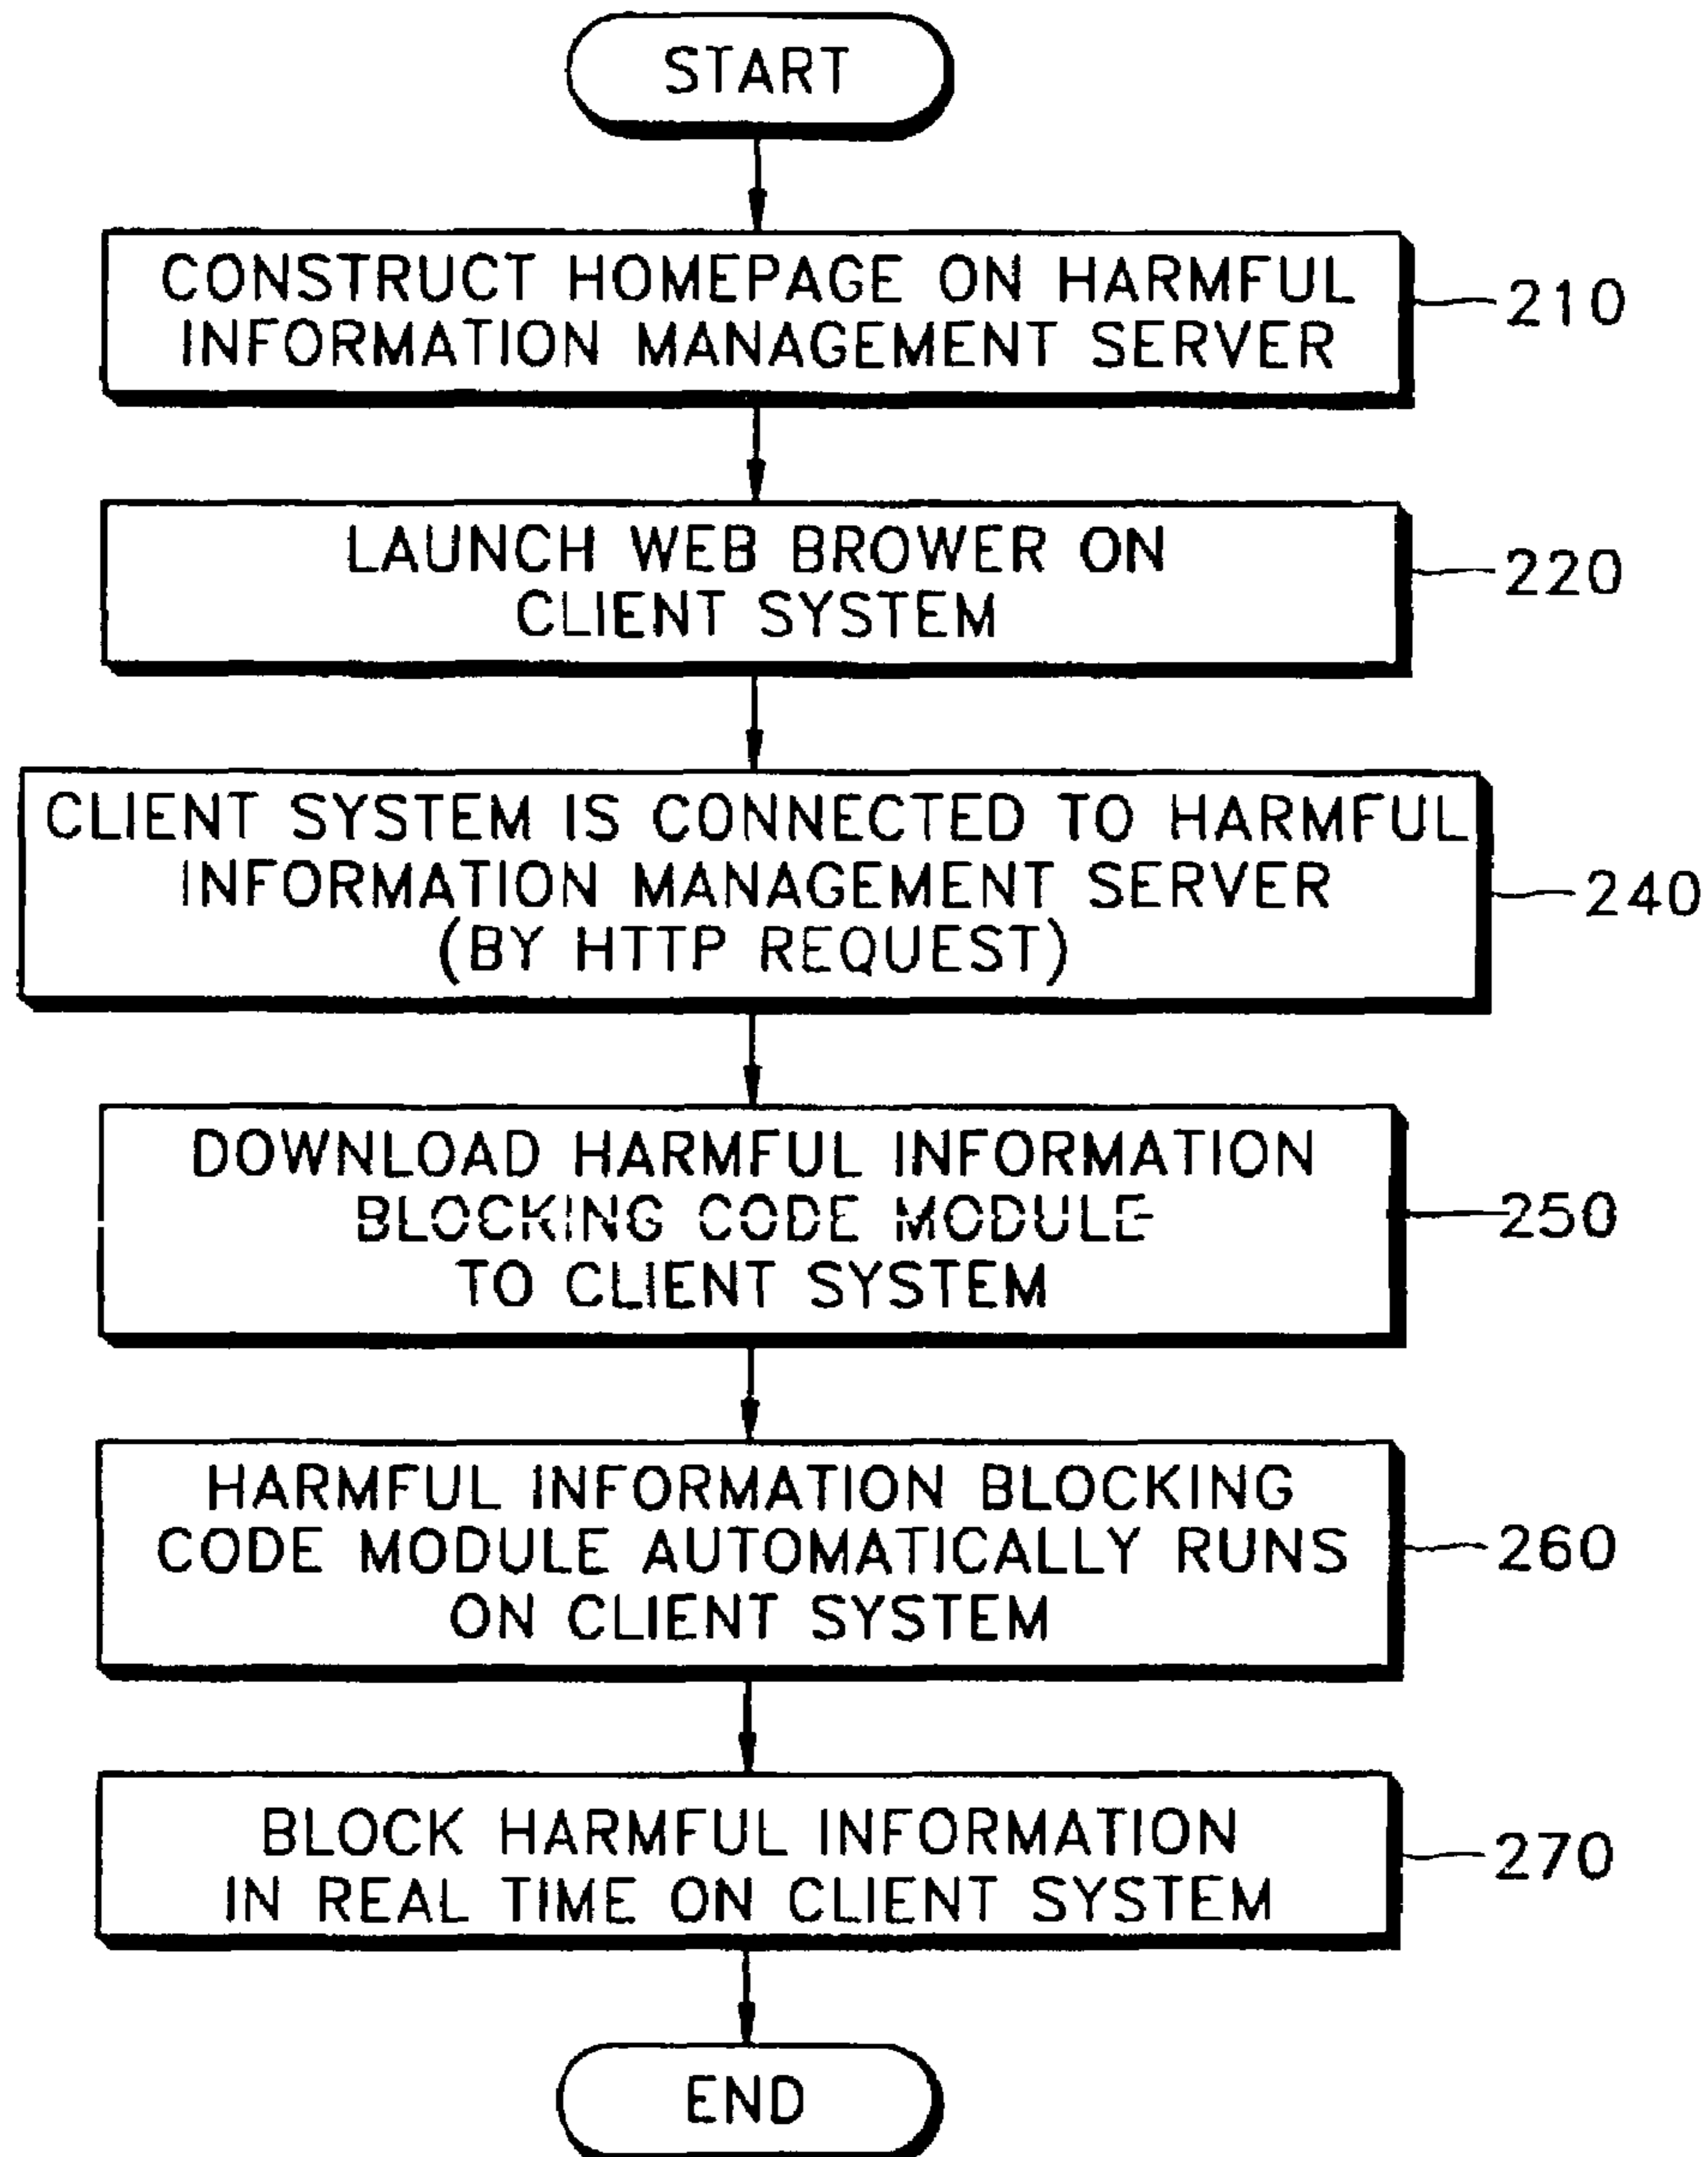 START
CONSTRUCT HOMEPAGE ON HARMFUL
INFORMATION MANAGEMENT SERVER
210
LAUNCH WEB BROWER ON
CLIENT SYSTEM
220
CLIENT SYSTEM IS CONNECTED TO HARMFUL
INFORMATION MANAGEMENT SERVER
(BY HTTP REQUEST)
240
DOWNLOAD HARMFUL INFORMATION
BLOCKING CODE MODULE
TO CLIENT SYSTEM
250
HARMFUL INFORMATION BLOCKING
CODE MODULE AUTOMATICALLY RUNS
ON CLIENT SYSTEM
260
BLOCK HARMFUL INFORMATION
IN REAL TIME ON CLIENT SYSTEM
270
END